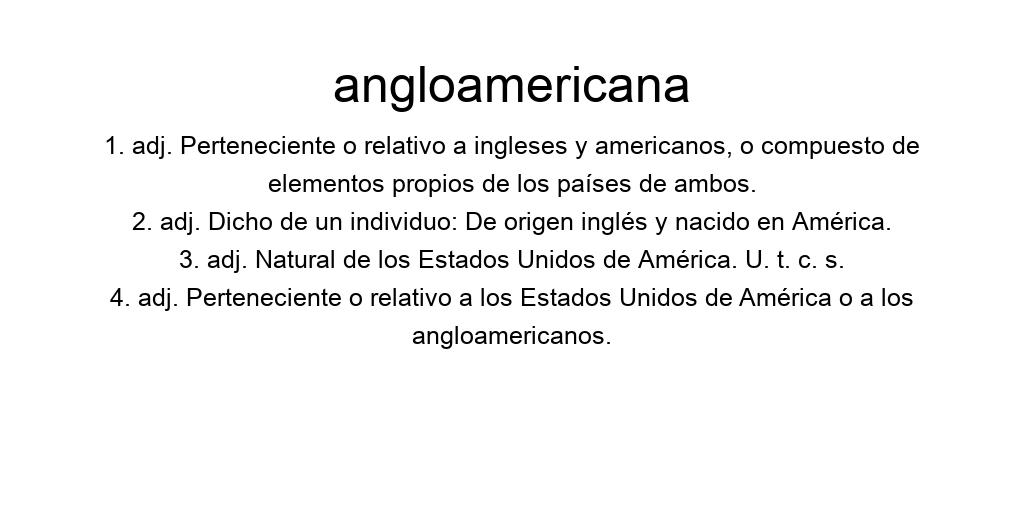 angloamericana
1. adj. Perteneciente o relativo a ingleses y americanos, o compuesto de
elementos propios de los países de ambos.
2. adj. Dicho de un individuo: De origen inglés y nacido en América.
3. adj. Natural de los Estados Unidos de América. U. t. c. s.
4. adj. Perteneciente o relativo a los Estados Unidos de América o a los
angloamericanos.